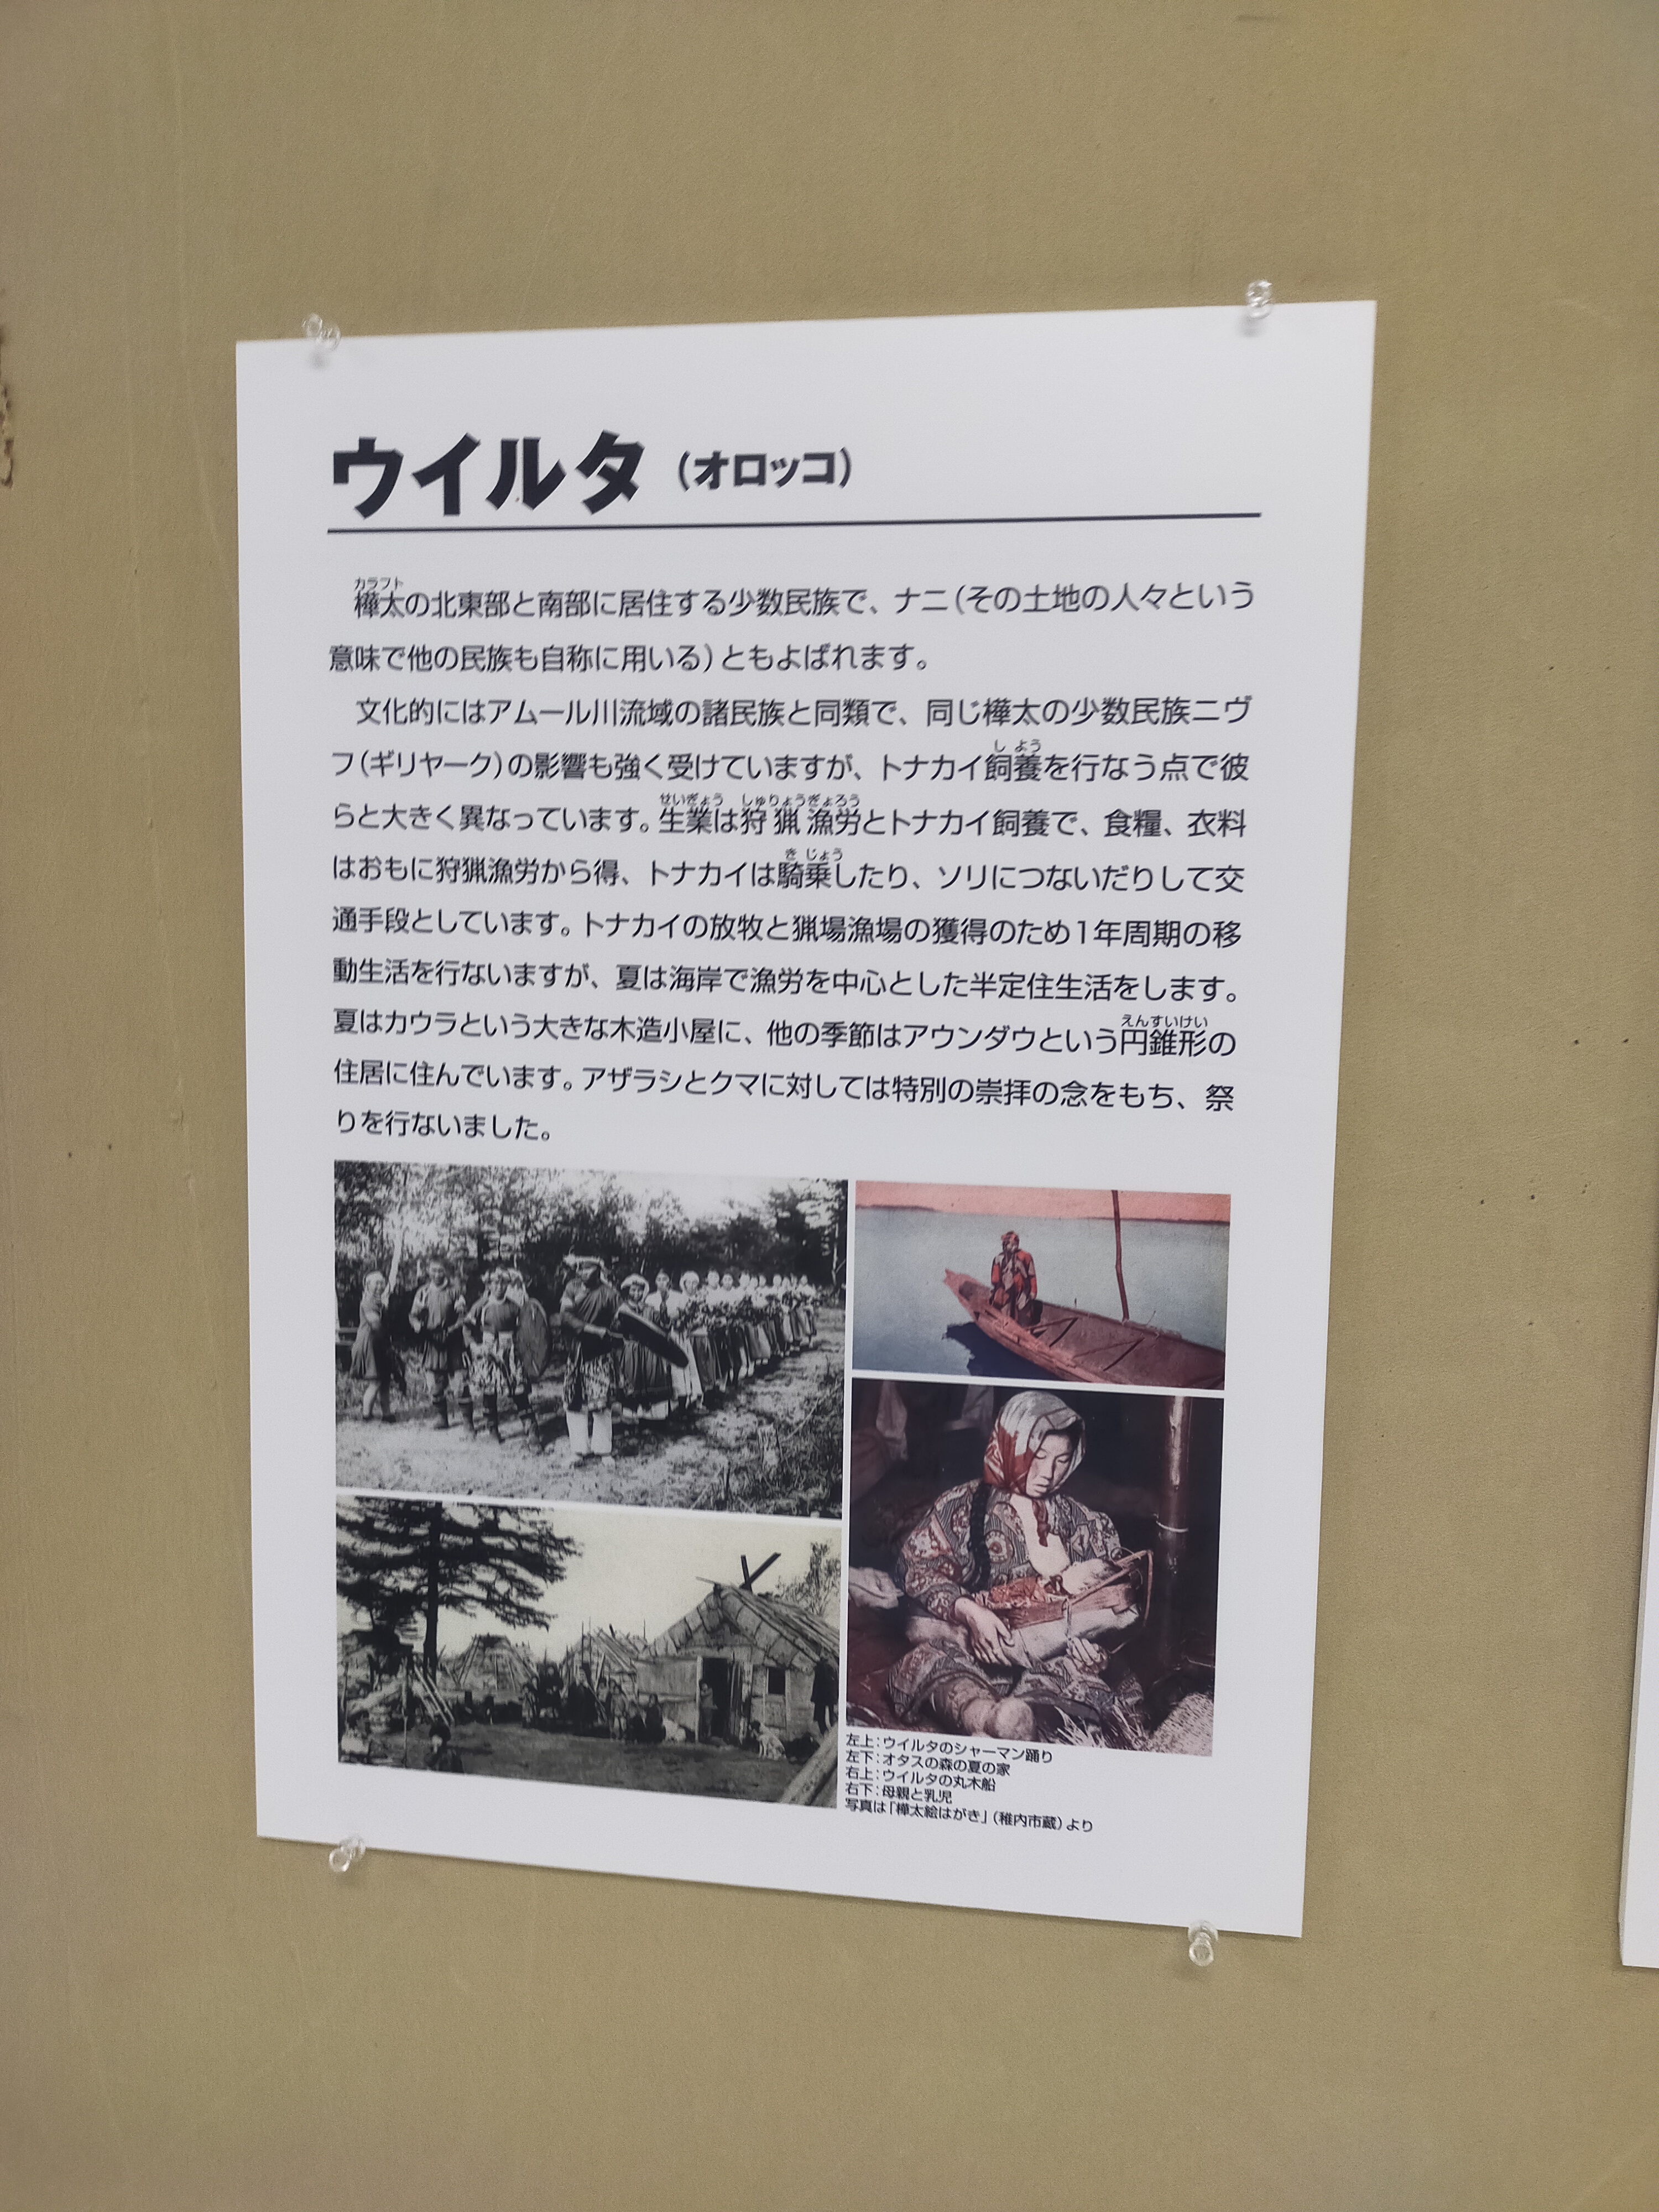 ウイルタ（オロッコ）
樺太の北東部と南部に居住する少数民族で、ナニ（その土地の人々という
意味で他の民族も自称に用いる）ともよばれます。
文化的にはアムール川流域の諸民族と同類で、同じ樺太の少数民族ニヴ
フ（ギリヤーク）の影響も強く受けていますが、トナカイ飼養を行なう点で彼
らと大きく異なっています。生業は狩猟漁労とトナカイ飼養で、食糧、衣料
はおもに狩猟漁労から得、トナカイは騎乗したり、ソリにつないだりして交
通手段としています。トナカイの放牧と猟場漁場の獲得のため1年周期の移
動生活を行ないますが、夏は海岸で漁労を中心とした半定住生活をします。
夏はカウラという大きな木造小屋に、他の季節はアウンダウという円錐形の
住居に住んでいます。アザラシとクマに対しては特別の崇拝の念をもち、祭
りを行ないました。
左上：ウイルタのシャーマン踊り
左下：オタスの森の夏の家
右上：ウイルタの丸木船
右下：母親と乳児
写真は「樺太絵はがき」（稚内市蔵）より